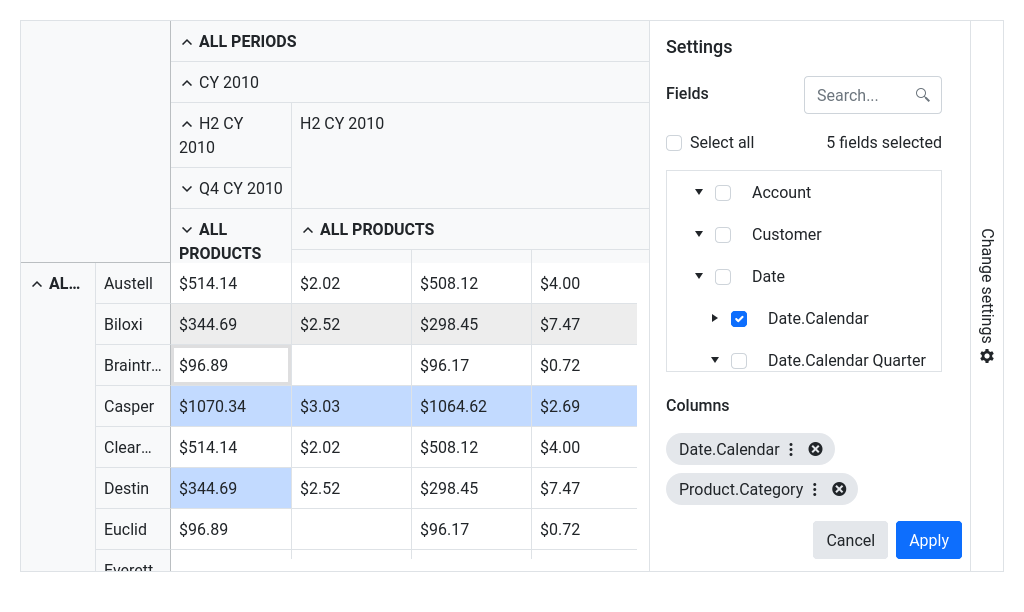 ALL PERIODS
CY 2010
H2 CY
2010
H2 CY 2010
Q4 CY 2010
ALL
PRODUCTS
ALL PRODUCTS
AL... Austell $514.14 $2.02 $508.12 $4.00
Biloxi $344.69 $2.52 $298.45 $7.47
Braintr... $96.89 $96.17 $0.72
Casper $1070.34 $3.03 $1064.62 $2.69
Clear... $514.14 $2.02 $508.12 $4.00
Destin $344.69 $2.52 $298.45 $7.47
Euclid $96.89 $96.17 $0.72
Everett
Settings
Fields
Search...
Select all 5 fields selected
Account
Customer
Date
Date.Calendar
Date.Calendar Quarter
Columns
Date.Calendar
Product.Category
Cancel Apply
Change settings